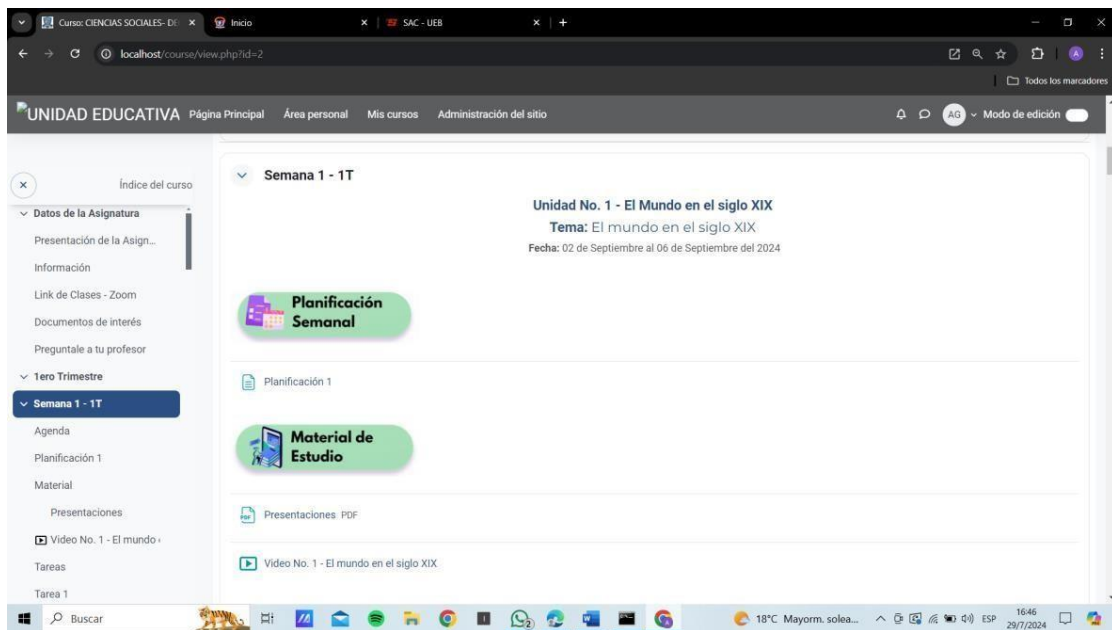 Curso: CIENCIAS SOCIALES- DE
Inicio
SAC - UEB
localhost/course/view.php?id=2
A
Todos los marcadores
UNIDAD EDUCATIVA Página Principal Área personal Mis cursos Administración del sitio AG Modo de edición
Índice del curso
Datos de la Asignatura
Presentación de la Asign...
Información
Link de Clases - Zoom
Documentos de interés
Preguntale a tu profesor
1ero Trimestre
Semana 1 - 1T
Agenda
Planificación 1
Material
Presentaciones
Video No. 1 - El mundo
Tareas
Tarea 1
Semana 1 - 1T
Unidad No. 1 - El Mundo en el siglo XIX
Tema: El mundo en el siglo XIX
Fecha: 02 de Septiembre al 06 de Septiembre del 2024
Planificación
Semanal
Planificación 1
Material de
Estudio
Presentaciones PDF
Video No. 1 - El mundo en el siglo XIX
Buscar
18°C Mayorm. solea... ESP
16:46
29/7/2024